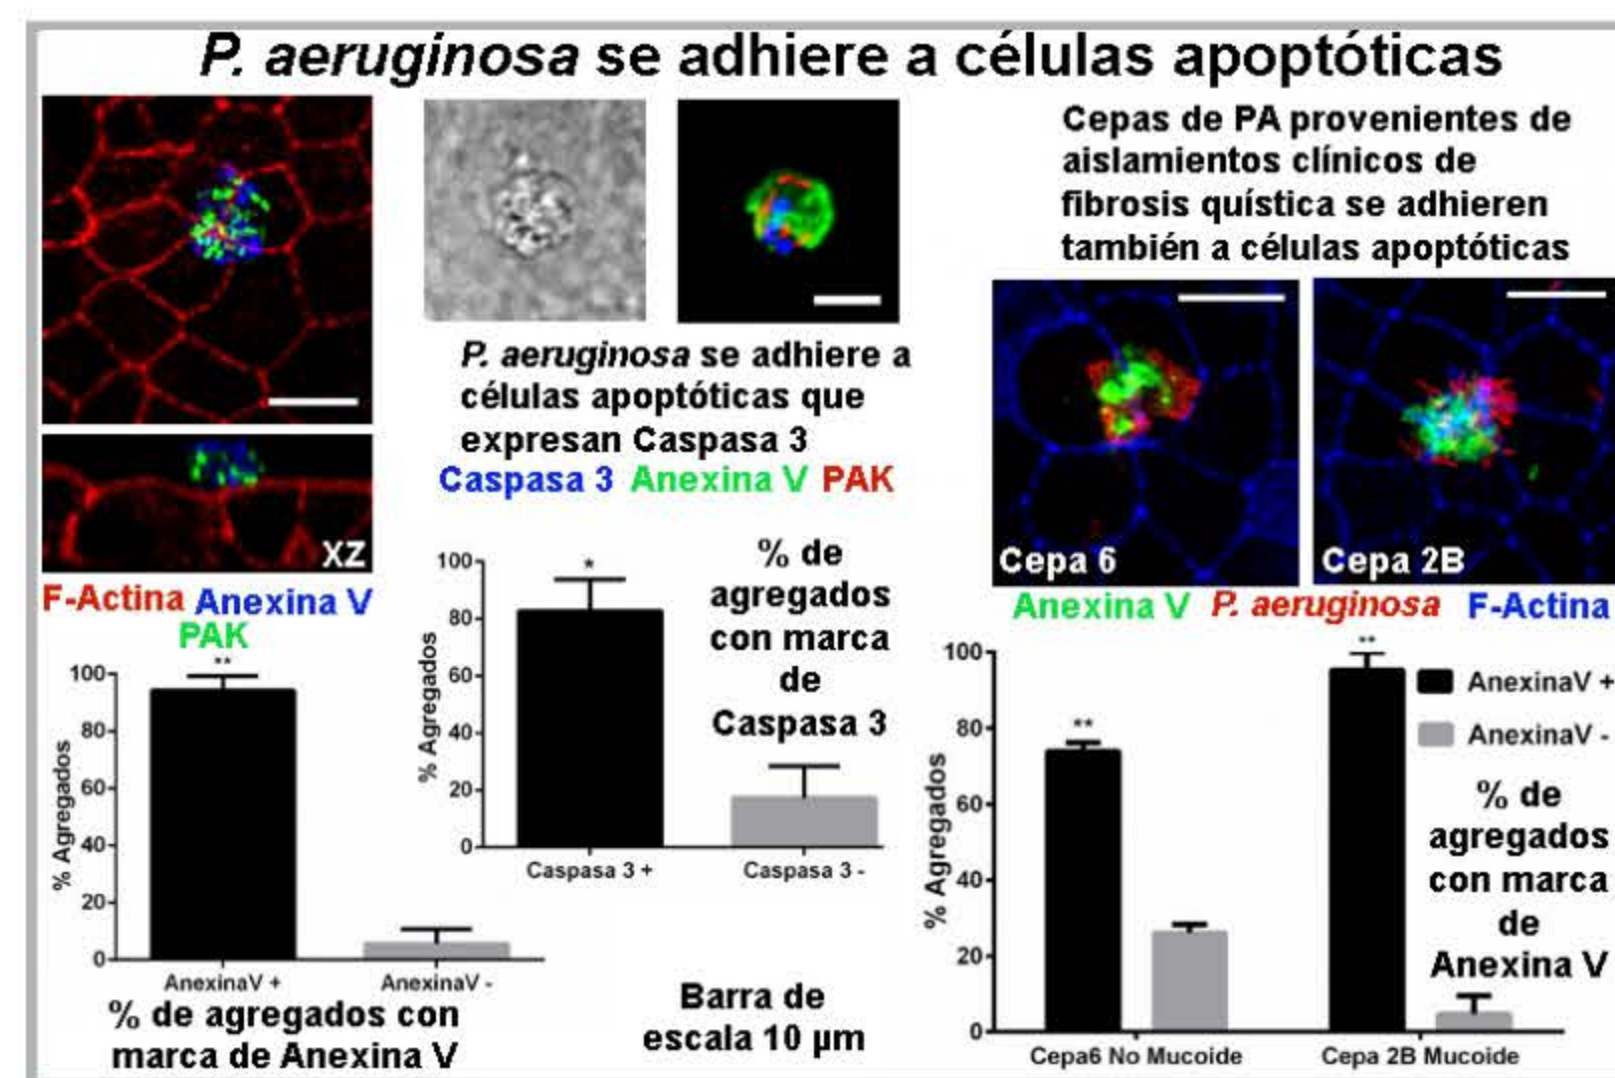 P. aeruginosa se adhiere a células apoptóticas
XZ
F-Actina Anexina V
PAK
**
100
80
60
40
20
0
% Agregados
AnexinaV +
AnexinaV -
% de agregados con
marca de Anexina V
P. aeruginosa se adhiere a
células apoptóticas que
expresan Caspasa 3
Caspasa 3 Anexina V PAK
*
100
80
60
40
20
0
% Agregados
Caspasa 3 +
Caspasa 3 -
% de
agregados
con marca
de
Caspasa 3
Barra de
escala 10 µm
Cepas de PA provenientes de
aislamientos clínicos de
fibrosis quística se adhieren
también a células apoptóticas
Cepa 6
Cepa 2B
Anexina V P. aeruginosa F-Actina
**
**
100
80
60
40
20
0
% Agregados
AnexinaV +
AnexinaV -
% de
agregados
con marca
de
Anexina V
Cepa6 No Mucoide
Cepa 2B Mucoide